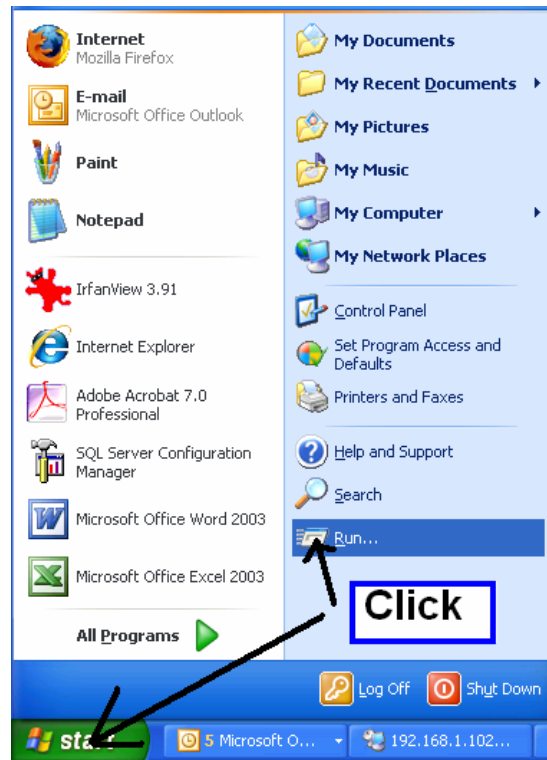 Internet
Mozilla Firefox
E-mail
Microsoft Office Outlook
Paint
Notepad
IrfanView 3.91
Internet Explorer
Adobe Acrobat 7.0
Professional
SQL Server Configuration
Manager
Microsoft Office Word 2003
Microsoft Office Excel 2003
All Programs
My Documents
My Recent Documents
My Pictures
My Music
My Computer
My Network Places
Control Panel
Set Program Access and
Defaults
Printers and Faxes
Help and Support
Search
Run...
Click
Log Off
Shut Down
start
5 Microsoft O...
192.168.1.102...